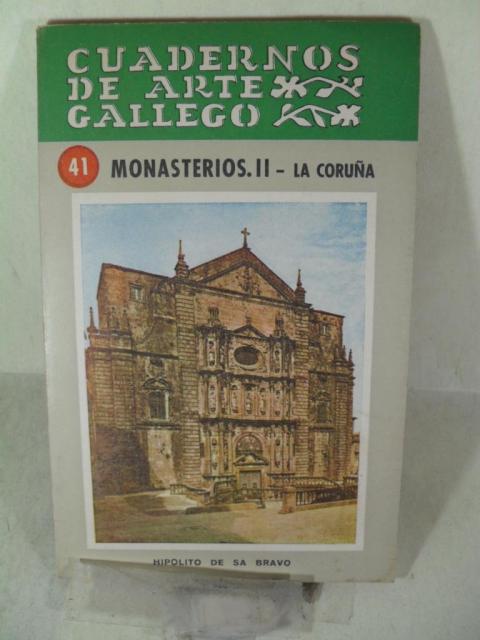 CUADERNOS
DE ARTE
GALLEGO
41 MONASTERIOS.II - LA CORUÑA
HIPOLITO DE SA BRAVO